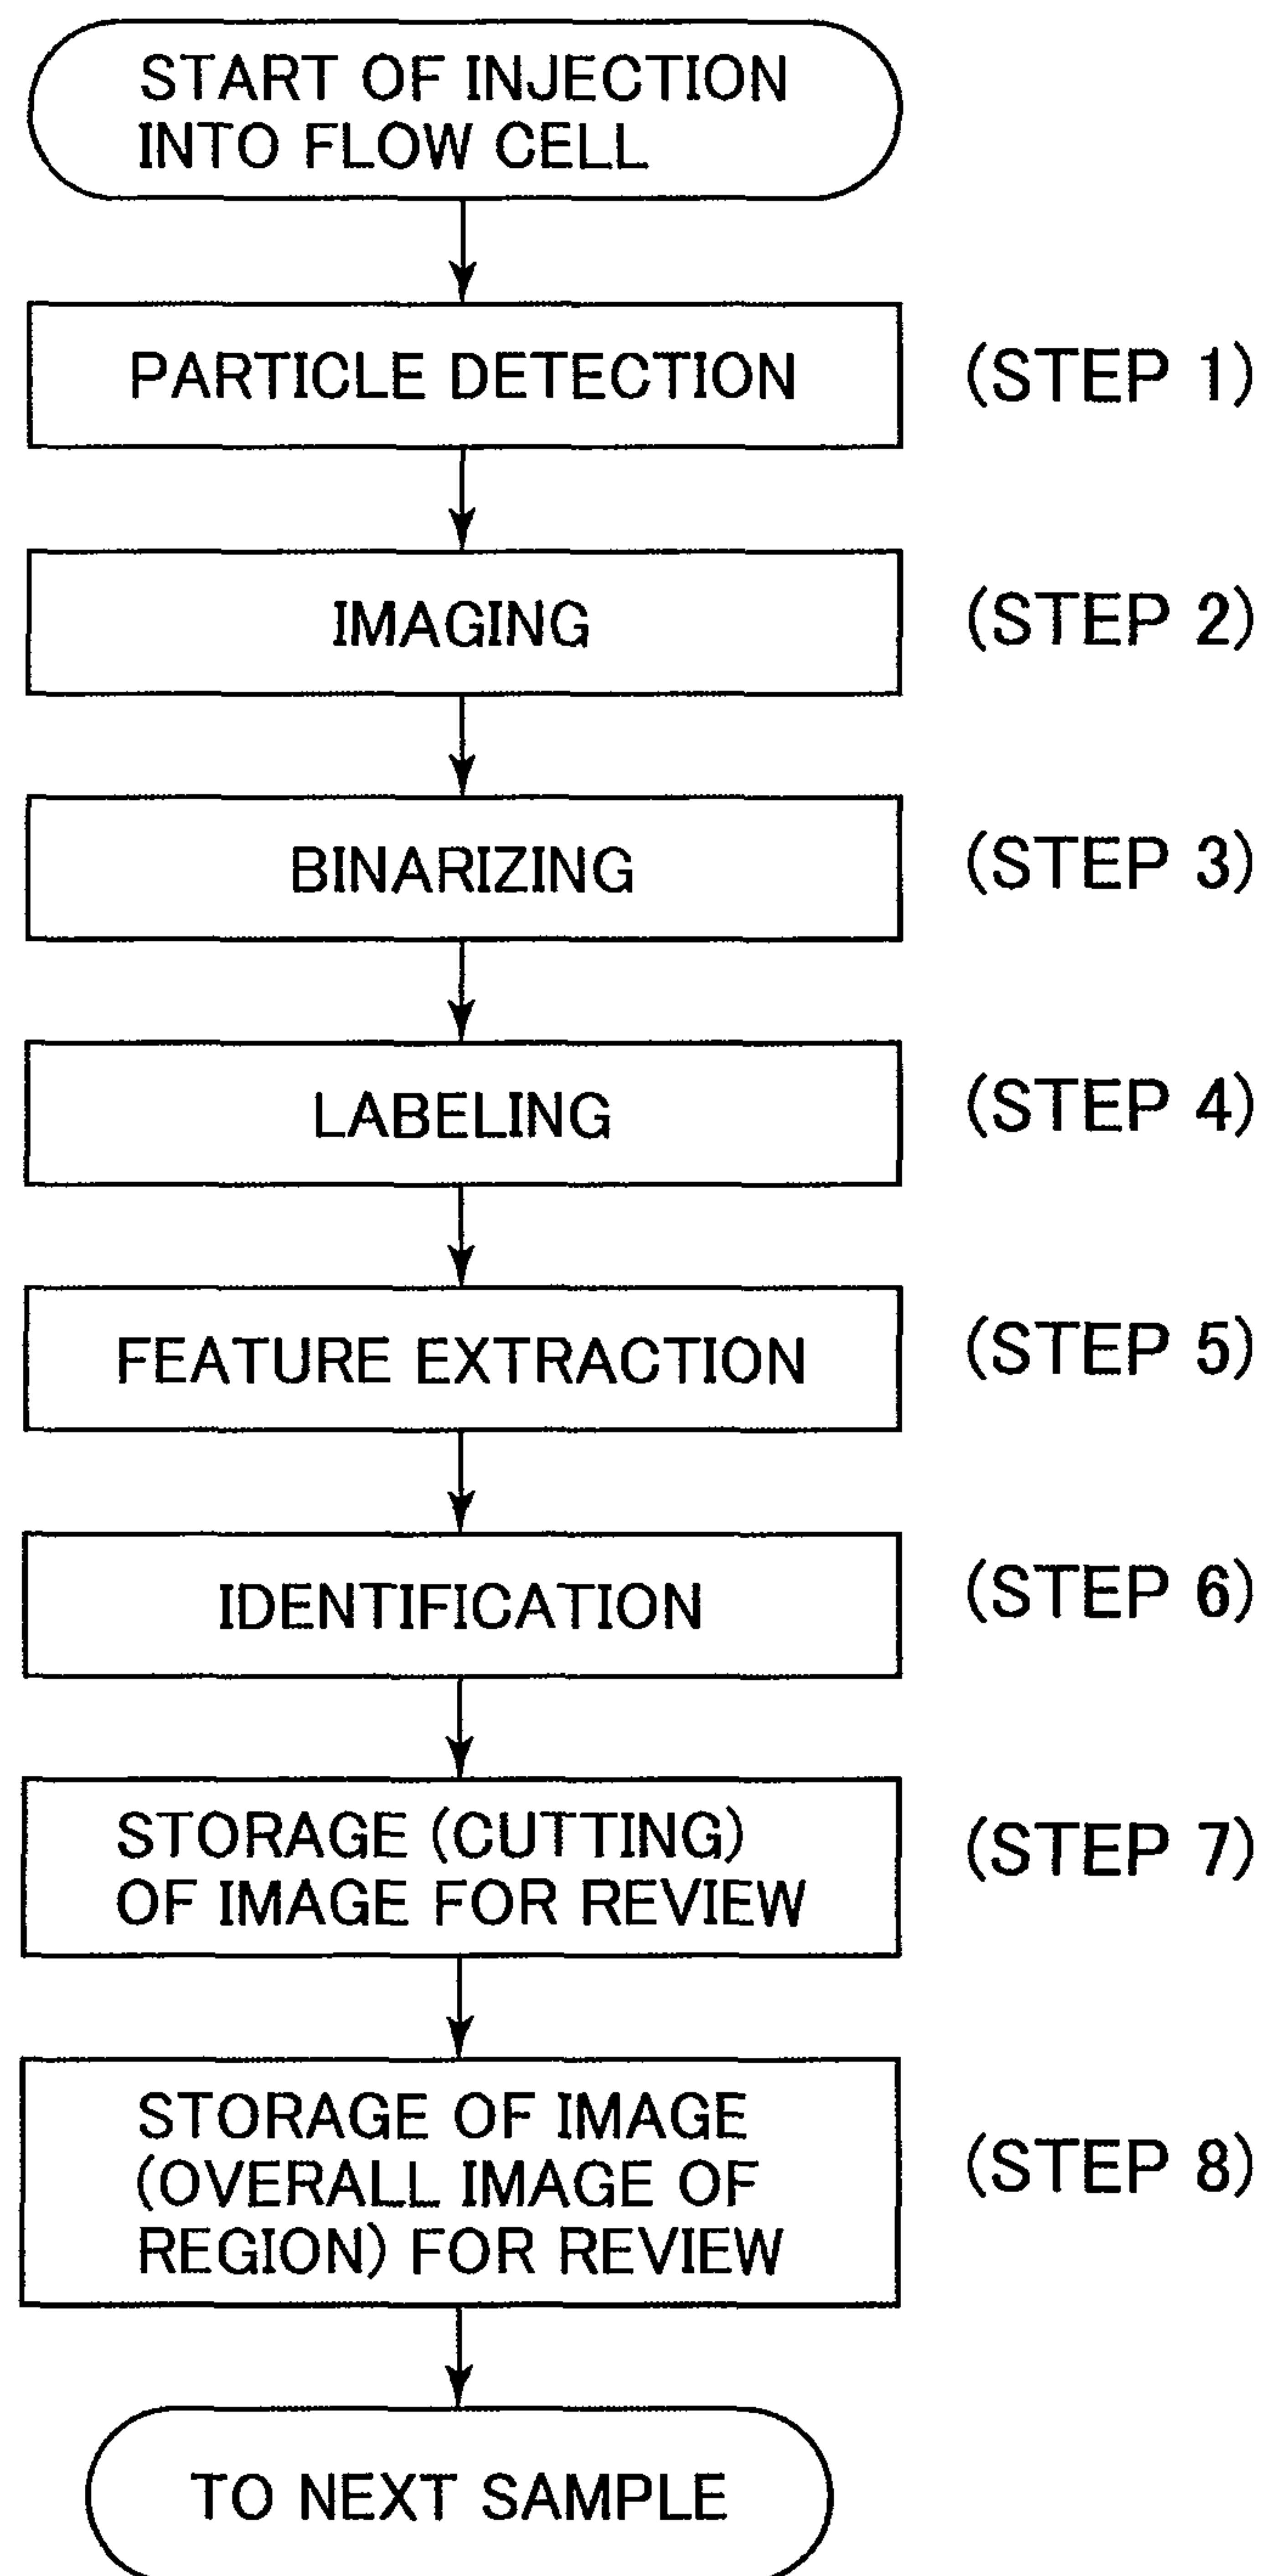 START OF INJECTION
INTO FLOW CELL
PARTICLE DETECTION (STEP 1)
IMAGING (STEP 2)
BINARIZING (STEP 3)
LABELING (STEP 4)
FEATURE EXTRACTION (STEP 5)
IDENTIFICATION (STEP 6)
STORAGE (CUTTING)
OF IMAGE FOR REVIEW
(STEP 7)
STORAGE OF IMAGE
(OVERALL IMAGE OF
REGION) FOR REVIEW
(STEP 8)
TO NEXT SAMPLE